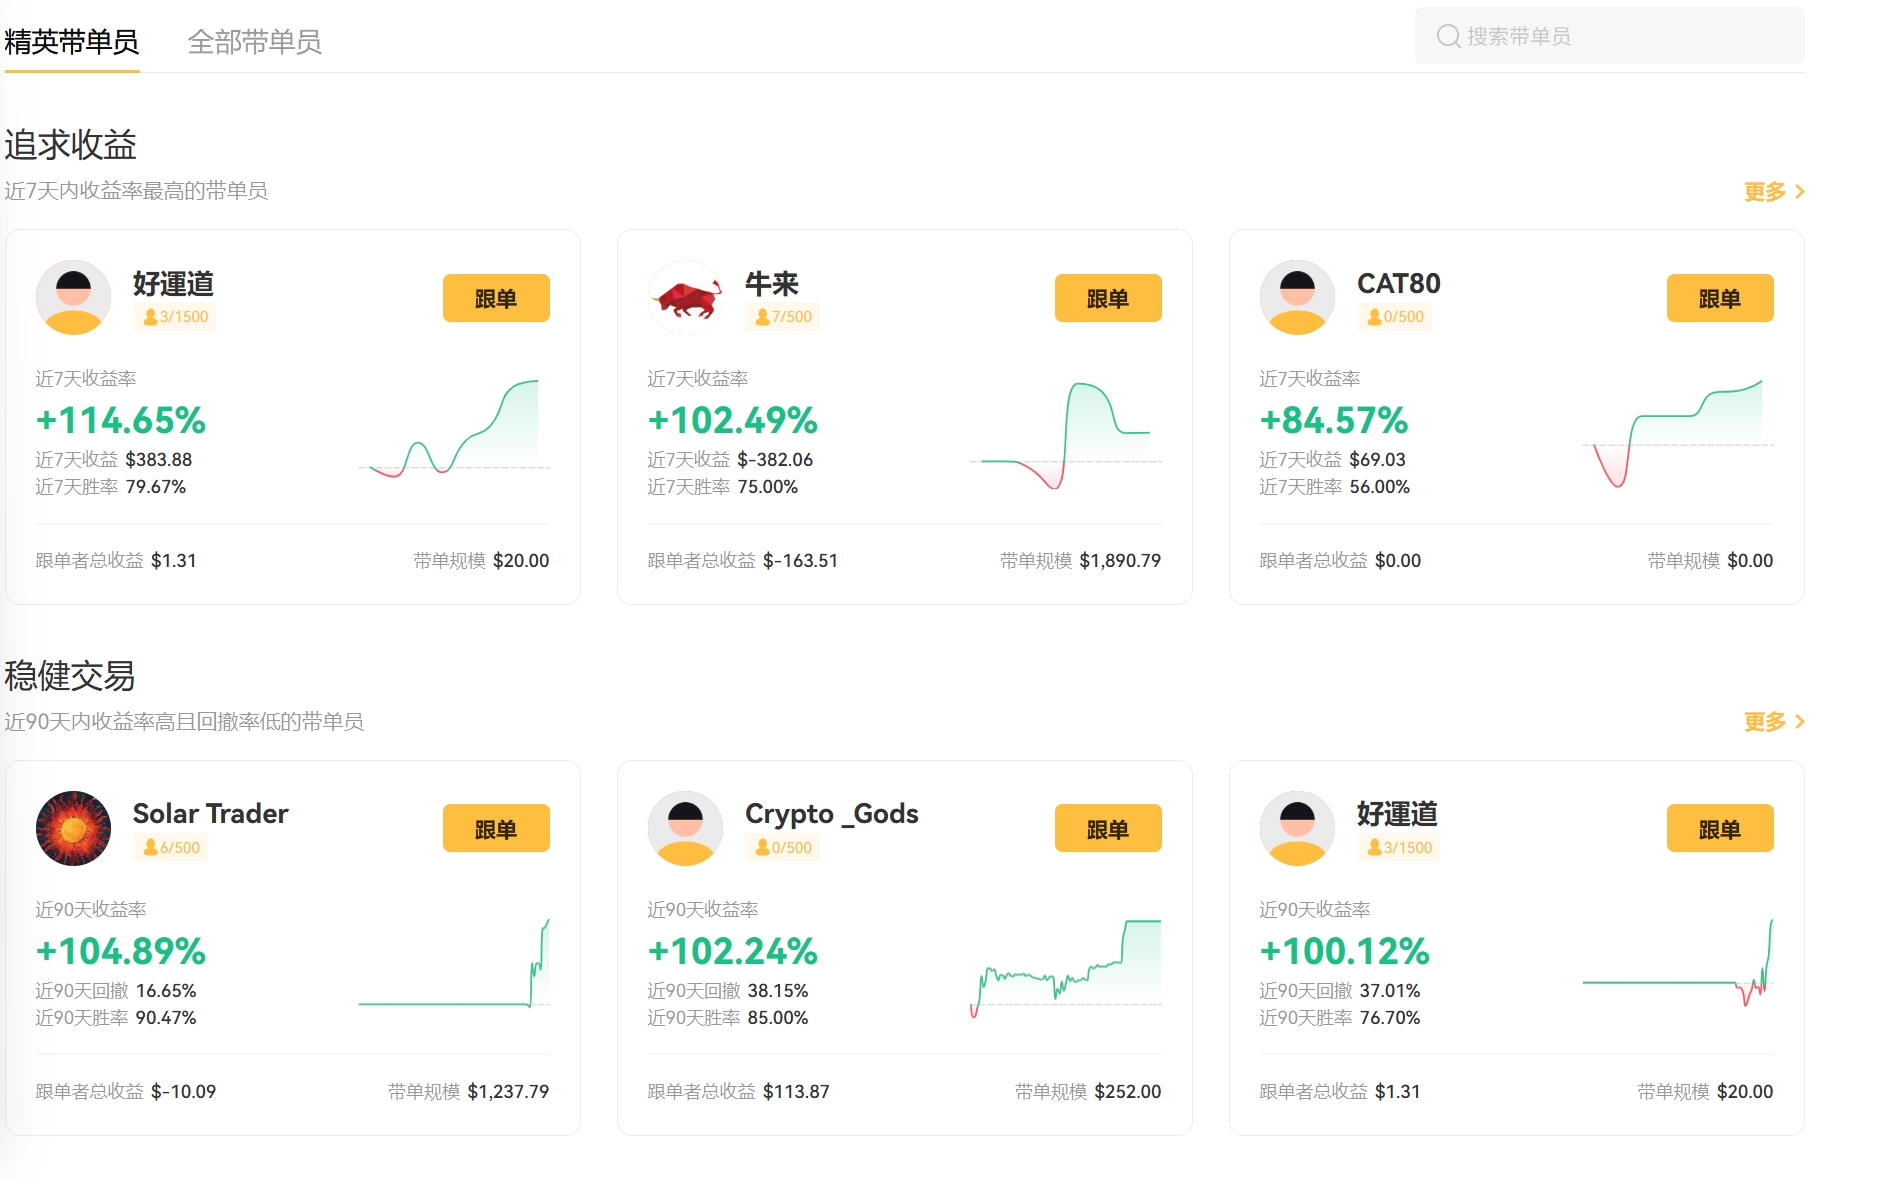 精英带单员 全部带单员 搜索带单员
追求收益
近7天内收益率最高的带单员 更多
好運道 跟单
3/1500
近7天收益率
+114.65%
近7天收益 $383.88
近7天胜率 79.67%
跟单者总收益 $1.31 带单规模 $20.00
牛来 跟单
7/500
近7天收益率
+102.49%
近7天收益 $-382.06
近7天胜率 75.00%
跟单者总收益 $-163.51 带单规模 $1,890.79
CAT80 跟单
0/500
近7天收益率
+84.57%
近7天收益 $69.03
近7天胜率 56.00%
跟单者总收益 $0.00 带单规模 $0.00
稳健交易
近90天内收益率高且回撤率低的带单员 更多
Solar Trader 跟单
6/500
近90天收益率
+104.89%
近90天回撤 16.65%
近90天胜率 90.47%
跟单者总收益 $-10.09 带单规模 $1,237.79
Crypto _Gods 跟单
0/500
近90天收益率
+102.24%
近90天回撤 38.15%
近90天胜率 85.00%
跟单者总收益 $113.87 带单规模 $252.00
好運道 跟单
3/1500
近90天收益率
+100.12%
近90天回撤 37.01%
近90天胜率 76.70%
跟单者总收益 $1.31 带单规模 $20.00